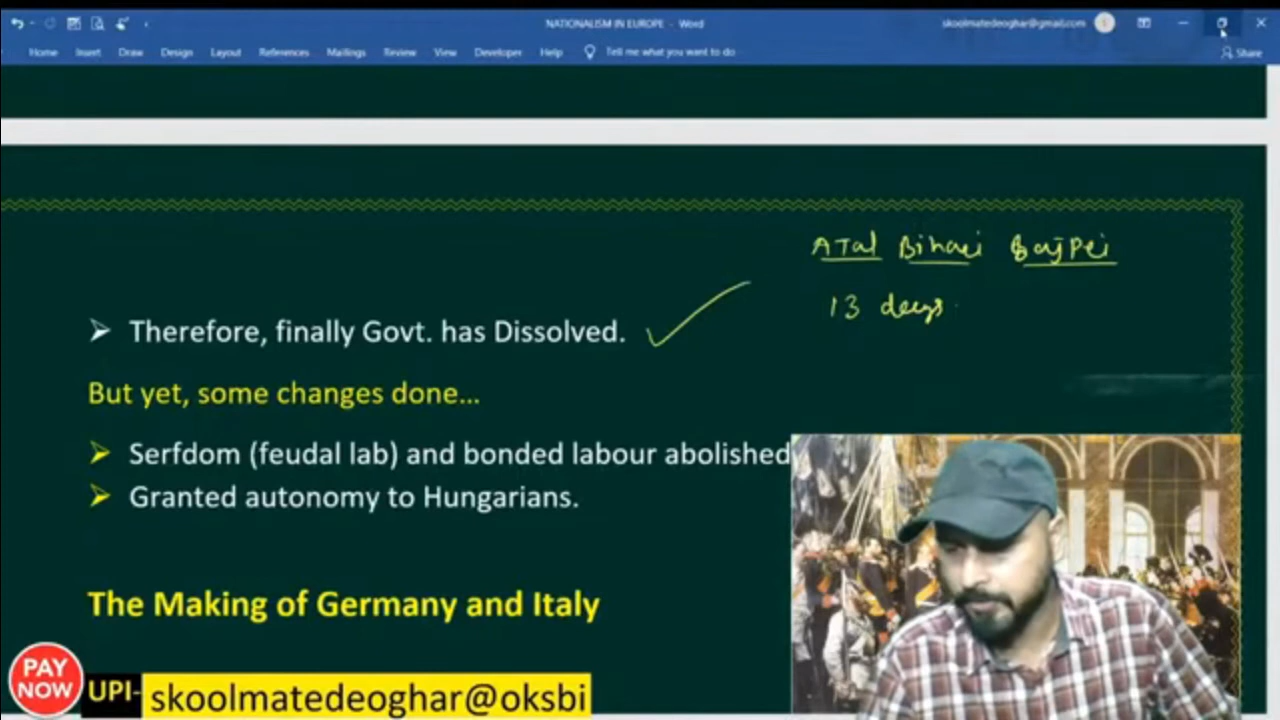 NATIONALISM IN EUROPE - Word
skoolmatedeoghar@gmail.com
Home Insert Draw Design Layout References Mailings Review View Developer Help Tell me what you want to do
Share
ATal Bihari Bajpei
13 days
Therefore, finally Govt. has Dissolved.
But yet, some changes done...
Serfdom (feudal lab) and bonded labour abolished
Granted autonomy to Hungarians.
The Making of Germany and Italy
PAY NOW
UPI- skoolmatedeoghar@oksbi